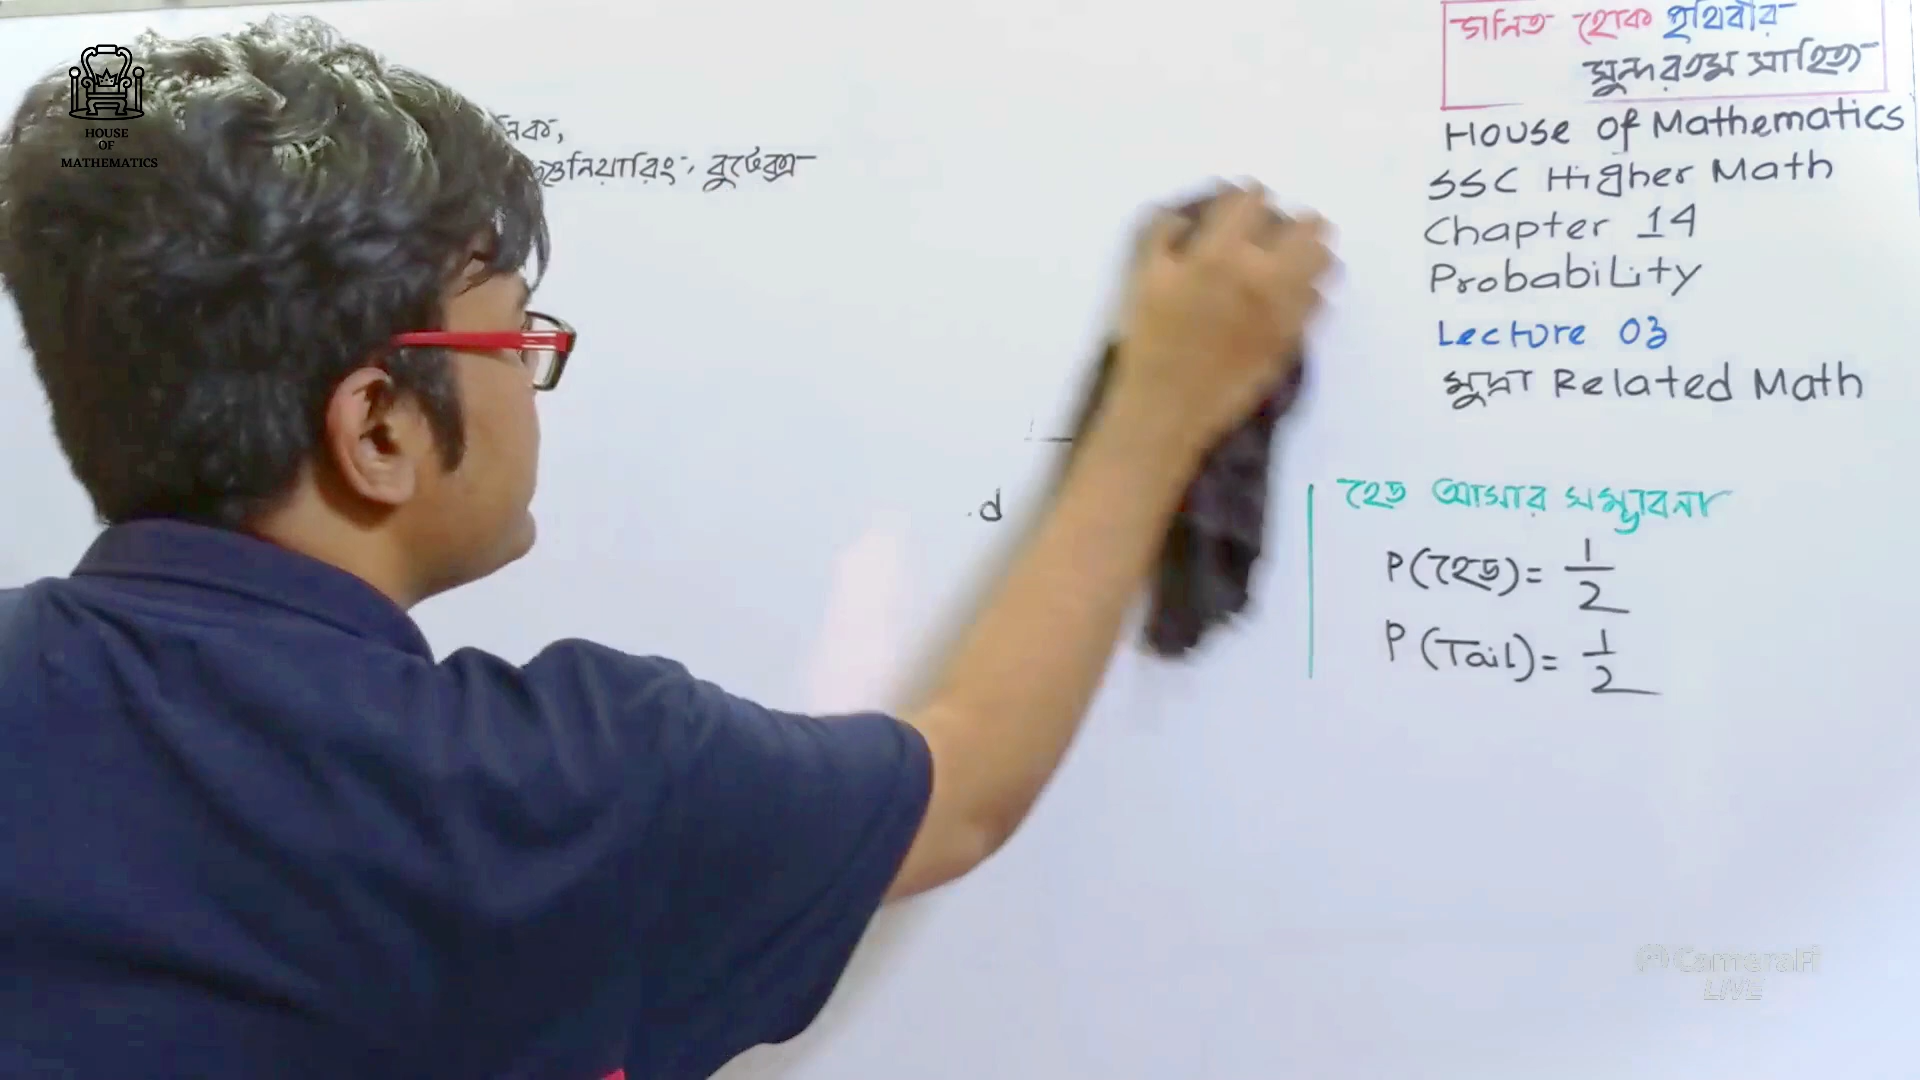 HOUSE
OF
MATHEMATICS
বুটেক্স
গনিত হোক পৃথিবীর
সুন্দরতম সাহিত্য
House of Mathematics
SSC Higher Math
Chapter 14
Probability
Lecture 03
মুদ্রা Related Math
d
হেড আসার সম্ভাবনা
P(হেড) = 1/2
P(Tail) = 1/2
CameraFi
LIVE